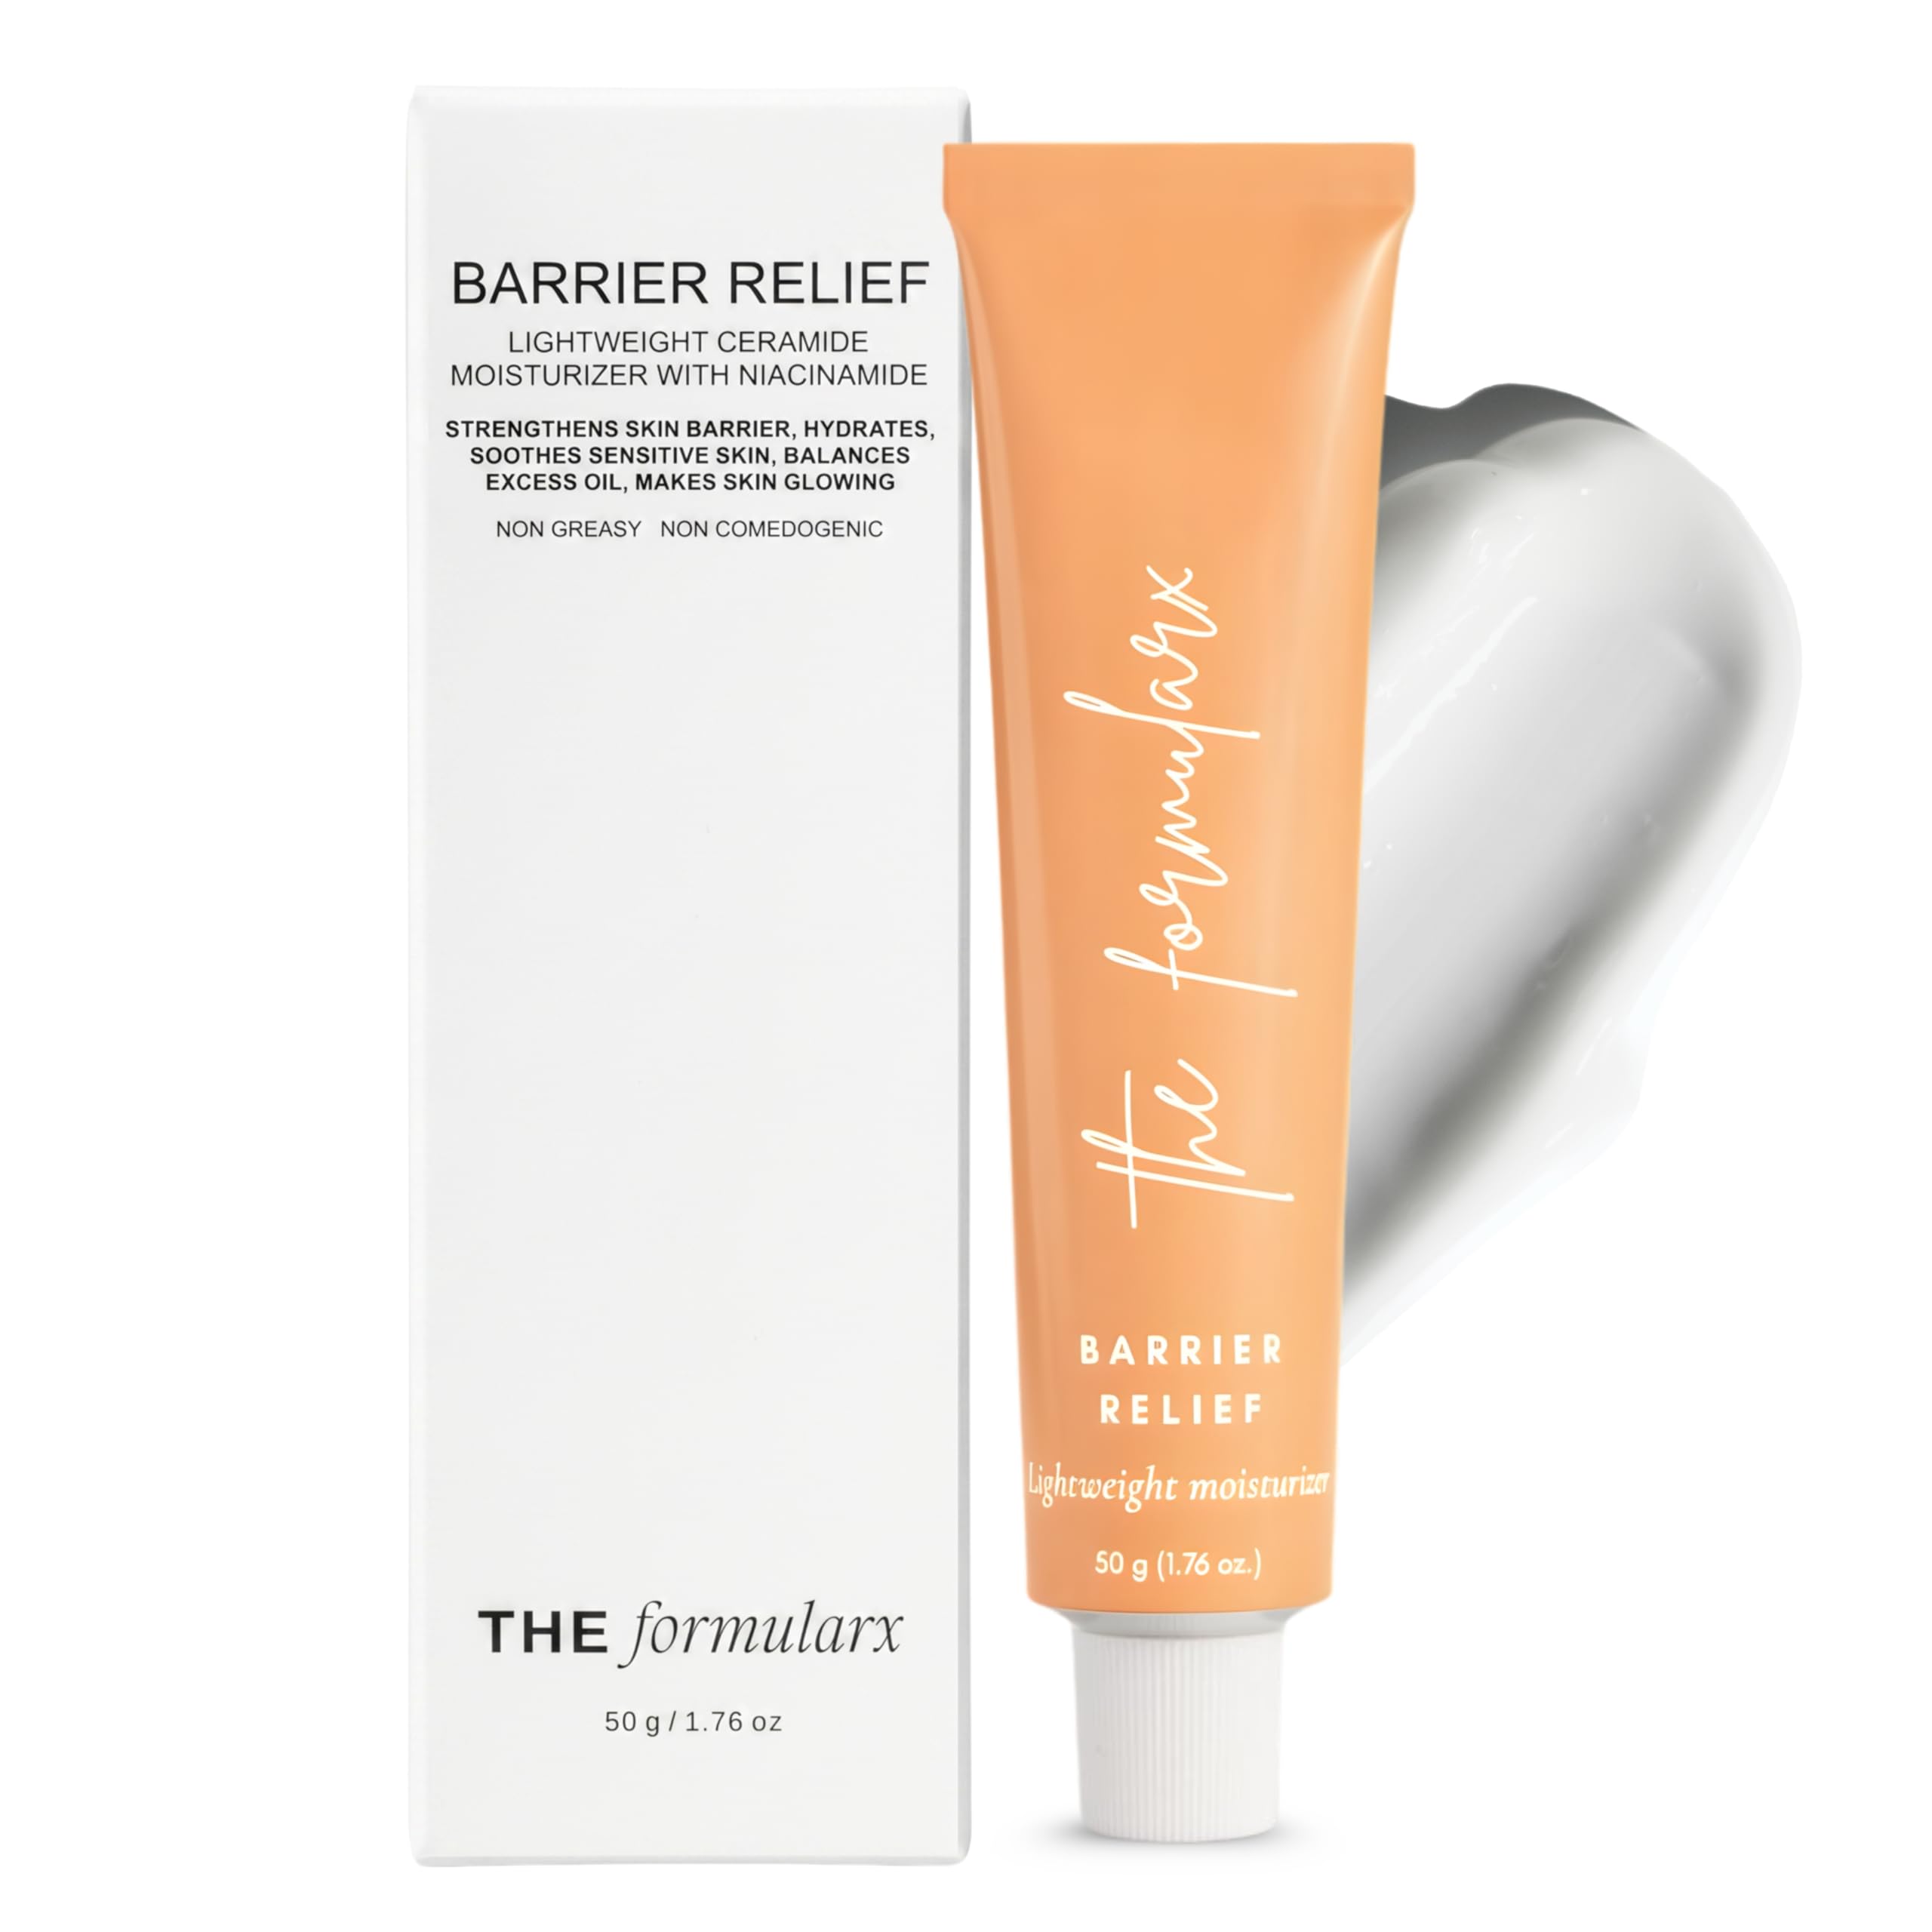 BARRIER RELIEF
LIGHTWEIGHT CERAMIDE
MOISTURIZER WITH NIACINAMIDE
STRENGTHENS SKIN BARRIER, HYDRATES,
SOOTHES SENSITIVE SKIN, BALANCES
EXCESS OIL, MAKES SKIN GLOWING
NON GREASY NON COMEDOGENIC
THE formularx
50 g / 1.76 oz
the formularx
BARRIER
RELIEF
Lightweight moisturizer
50 g (1.76 oz.)